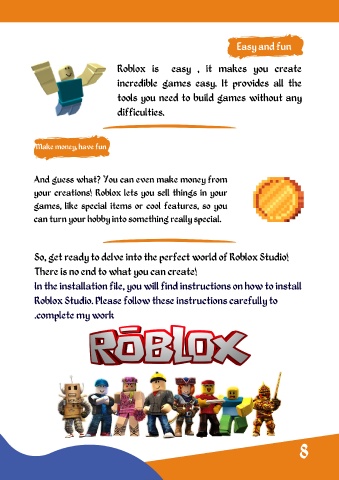 Easy and fun
Roblox is easy , it makes you create
incredible games easy. It provides all the
tools you need to build games without any
difficulties.
Make money, have fun
And guess what? You can even make money from
your creations! Roblox lets you sell things in your
games, like special items or cool features, so you
can turn your hobby into something really special.
So, get ready to delve into the perfect world of Roblox Studio!
There is no end to what you can create!
In the installation file, you will find instructions on how to install
Roblox Studio. Please follow these instructions carefully to
.complete my work
ROBLOX
8